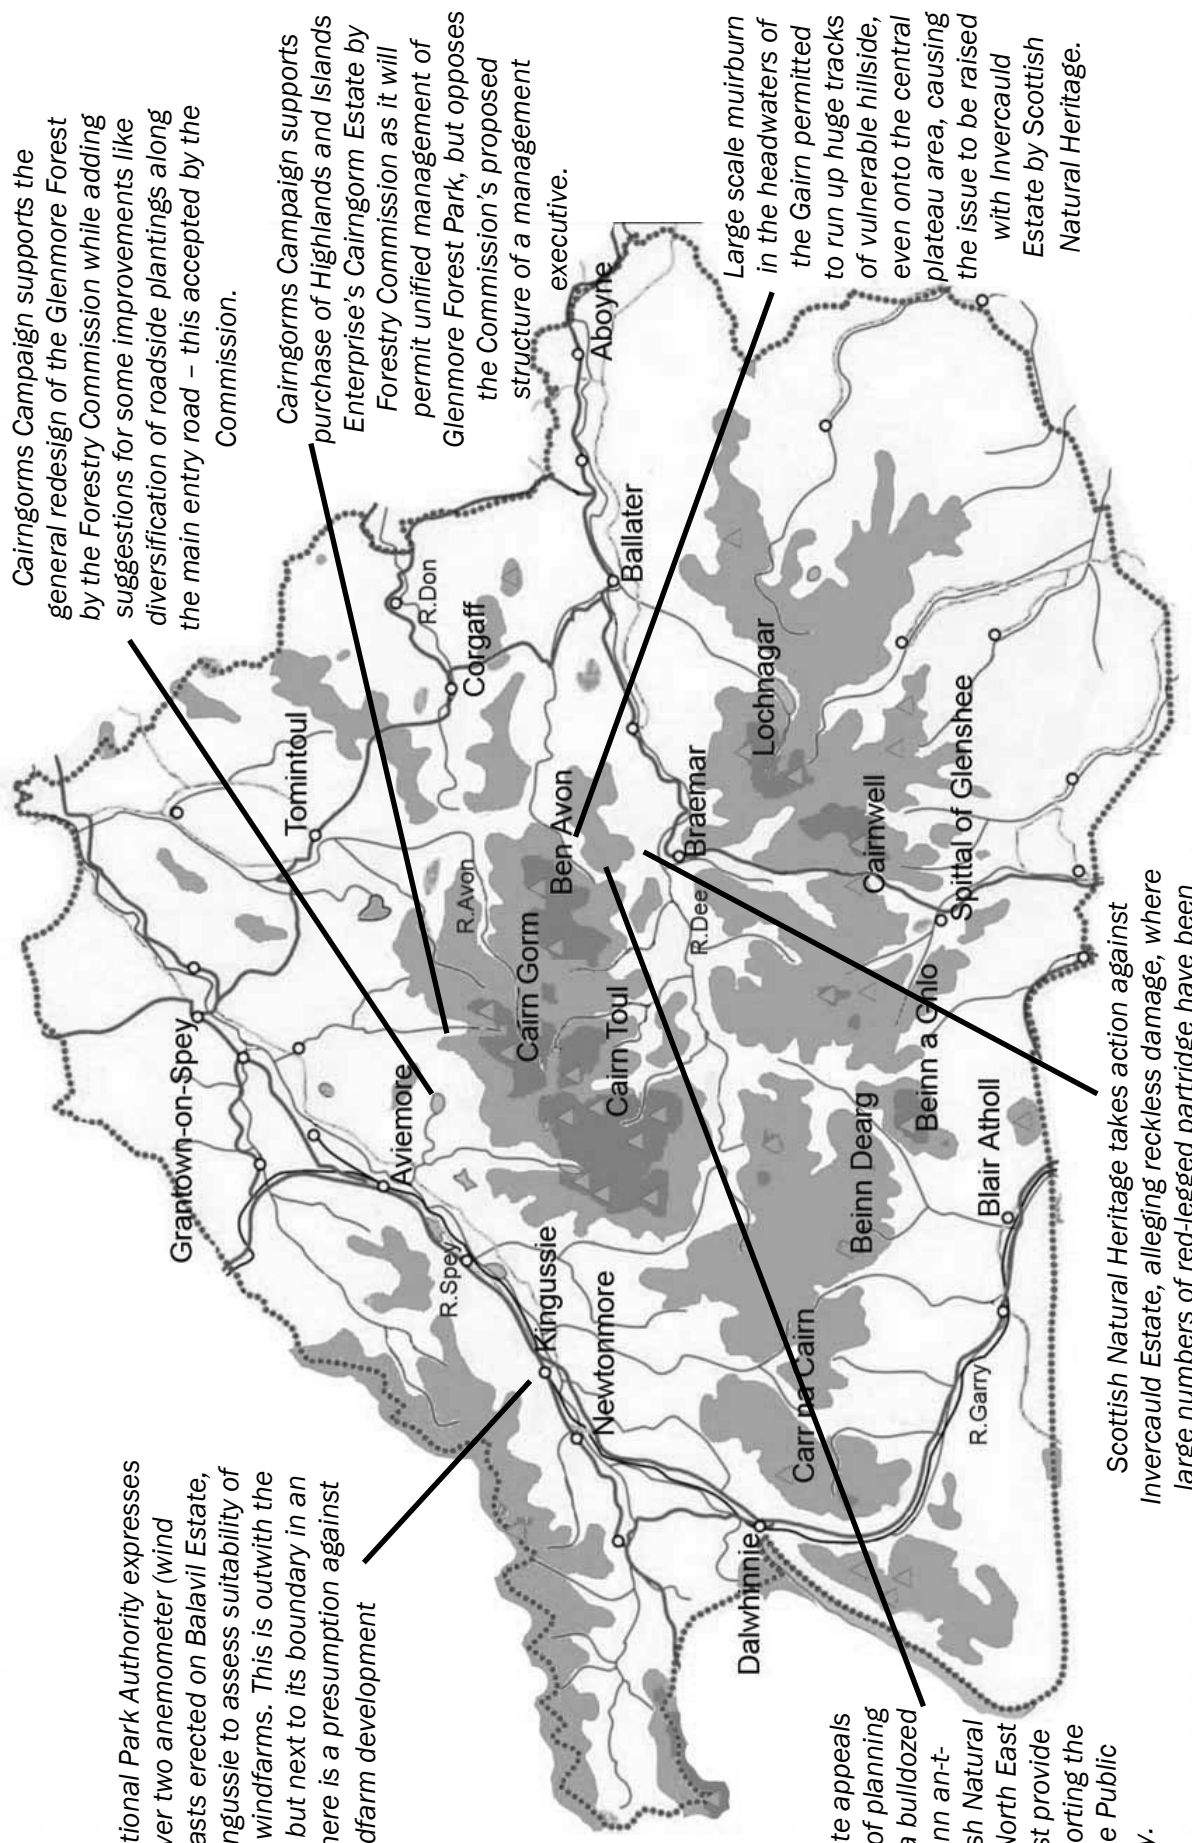 Cairngorms Campaign supports the
general redesign of the Glenmore Forest
by the Forestry Commission while adding
suggestions for some improvements like
diversification of roadside plantings along
the main entry road – this accepted by the
Commission.
Cairngorms Campaign supports
purchase of Highlands and Islands
Enterprise's Cairngorm Estate by
Forestry Commission as it will
permit unified management of
Glenmore Forest Park, but opposes
the Commission's proposed
structure of a management
executive.
Large scale muirburn
in the headwaters of
the Gairn permitted
to run up huge tracks
of vulnerable hillside,
even onto the central
plateau area, causing
the issue to be raised
with Invercauld
Estate by Scottish
Natural Heritage.
tional Park Authority expresses
ver two anemometer (wind
asts erected on Balavil Estate,
ngussie to assess suitability of
windfarms. This is outwith the
but next to its boundary in an
here is a presumption against
dfarm development
te appeals
of planning
a bulldozed
nn an-t-
sh Natural
North East
st provide
orting the
e Public
y.
Scottish Natural Heritage takes action against
Invercauld Estate, alleging reckless damage, where
large numbers of red-legged partridge have been
Grantown-on-Spey
Tomintoul
Aviemore
R.Spey
Kingussie
Newtonmore
Dalwhinnie
R.Don
Corgaff
R.Avon
Ben Avon
Cairn Gorm
Cairn Toul
Ballater
Aboyne
Braemar
R.Dee
Lochnagar
Cairnwell
Spittal of Glenshee
Beinn a Ghlo
Beinn Dearg
Blair Atholl
Carr na Cairn
R.Garry